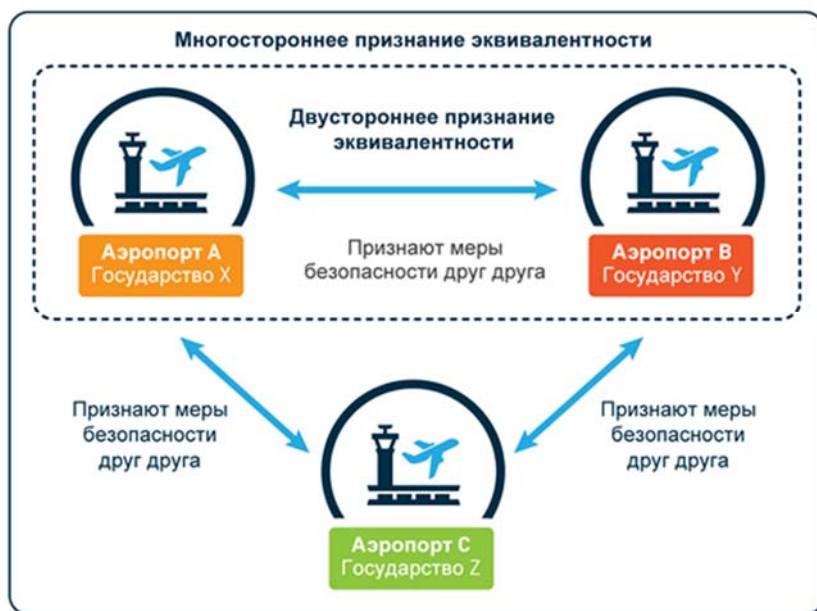 Многостороннее признание эквивалентности
Двустороннее признание
эквивалентности
Аэропорт A
Государство X
Признают меры
безопасности друг друга
Аэропорт B
Государство Y
Признают меры
безопасности
друг друга
Признают меры
безопасности
друг друга
Аэропорт C
Государство Z